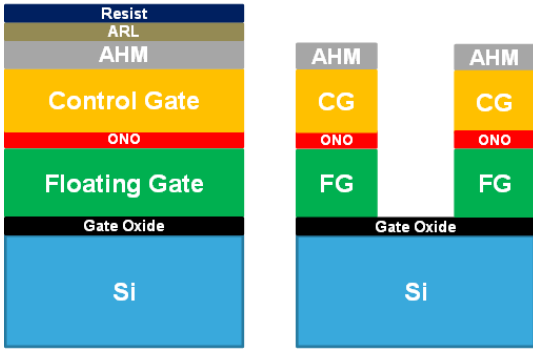 Resist
ARL
AHM
Control Gate
ONO
Floating Gate
Gate Oxide
Si
AHM AHM
CG CG
ONO ONO
FG FG
Gate Oxide
Si